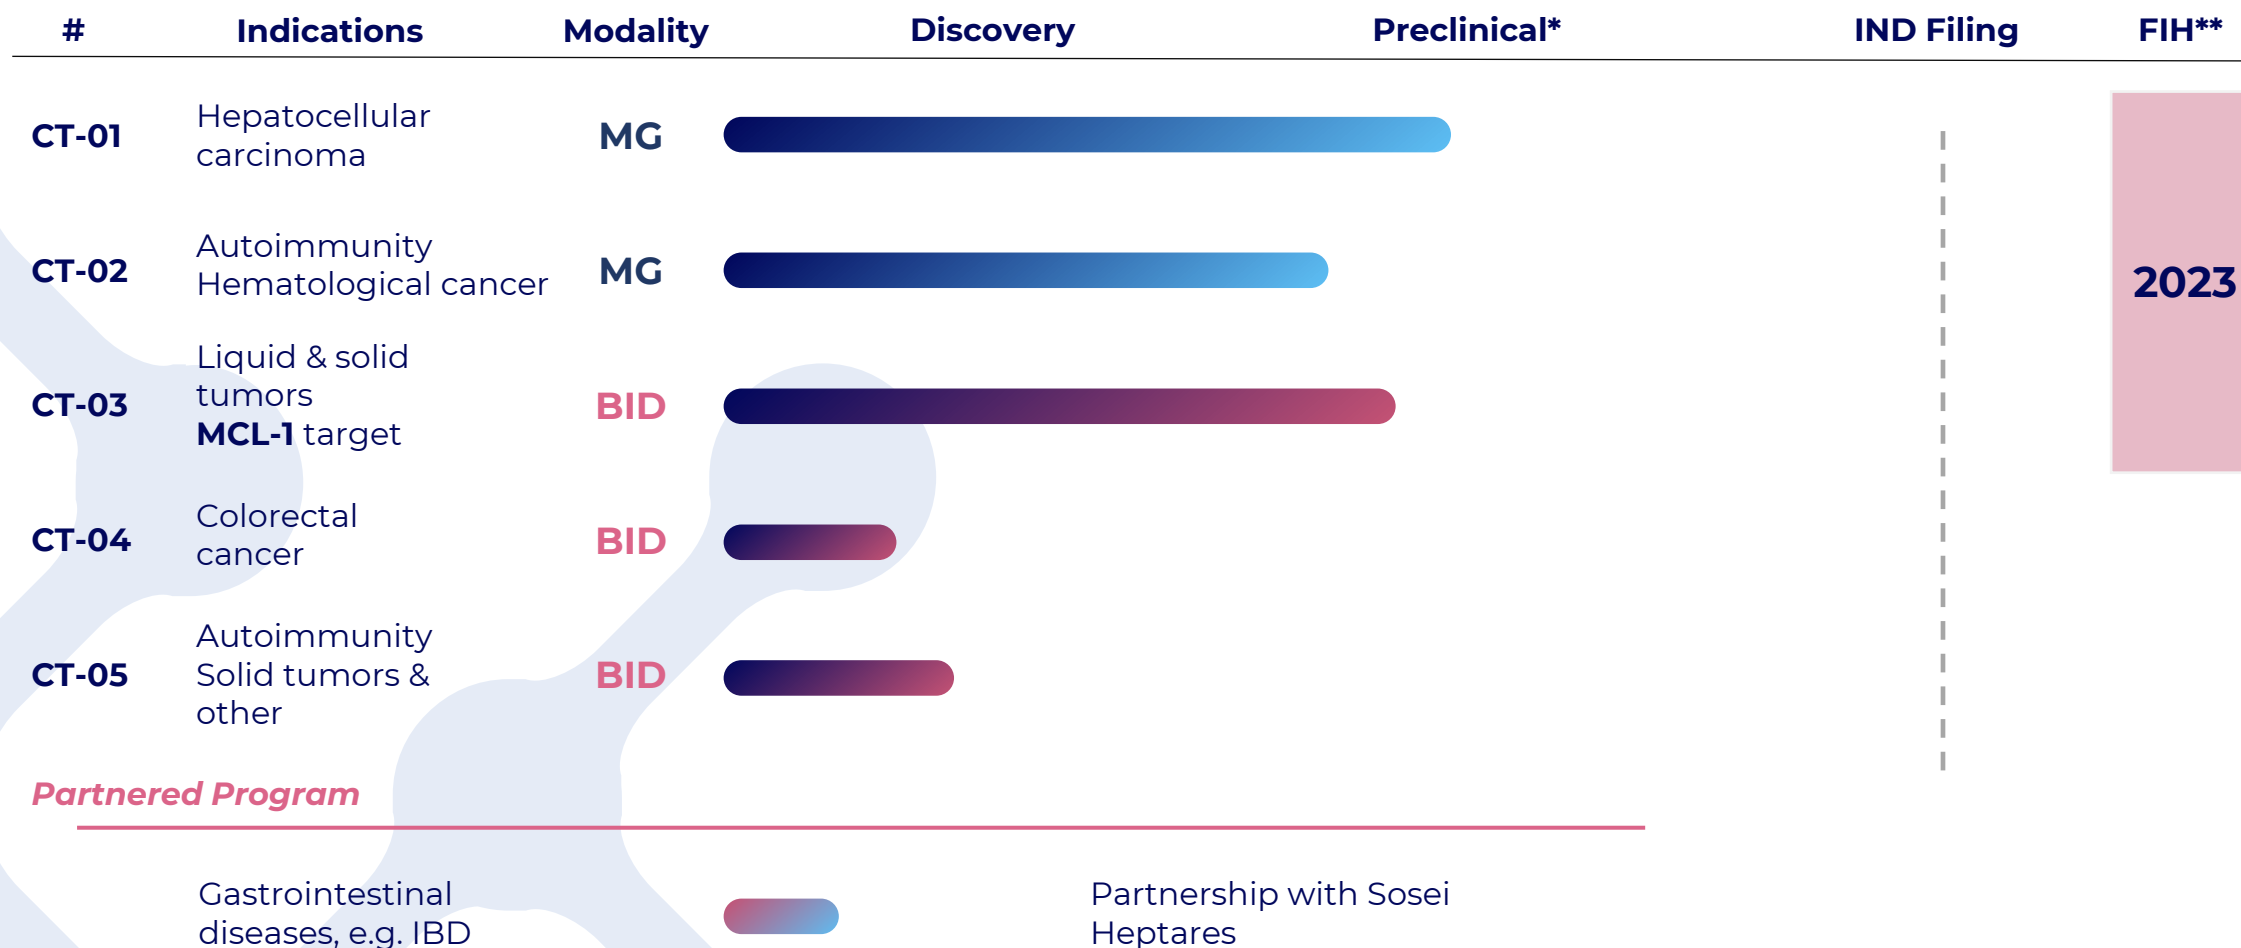 # Indications Modality Discovery Preclinical* IND Filing FIH**
CT-01
Hepatocellular
carcinoma
MG
CT-02
Autoimmunity
Hematological cancer
MG
2023
CT-03
Liquid & solid
tumors
MCL-1 target
BID
CT-04
Colorectal
cancer
BID
CT-05
Autoimmunity
Solid tumors &
other
BID
Partnered Program
Gastrointestinal
diseases, e.g. IBD
Partnership with Sosei
Heptares